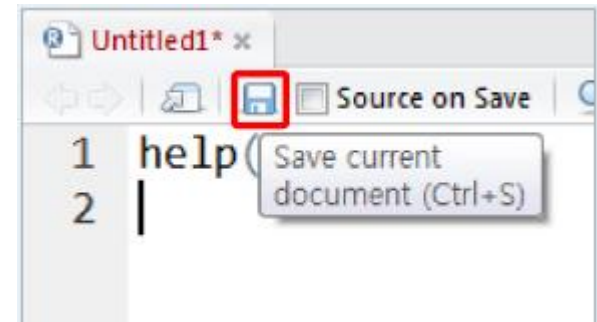 Untitled1*
Source on Save
1 help(
Save current
document (Ctrl+S)
2